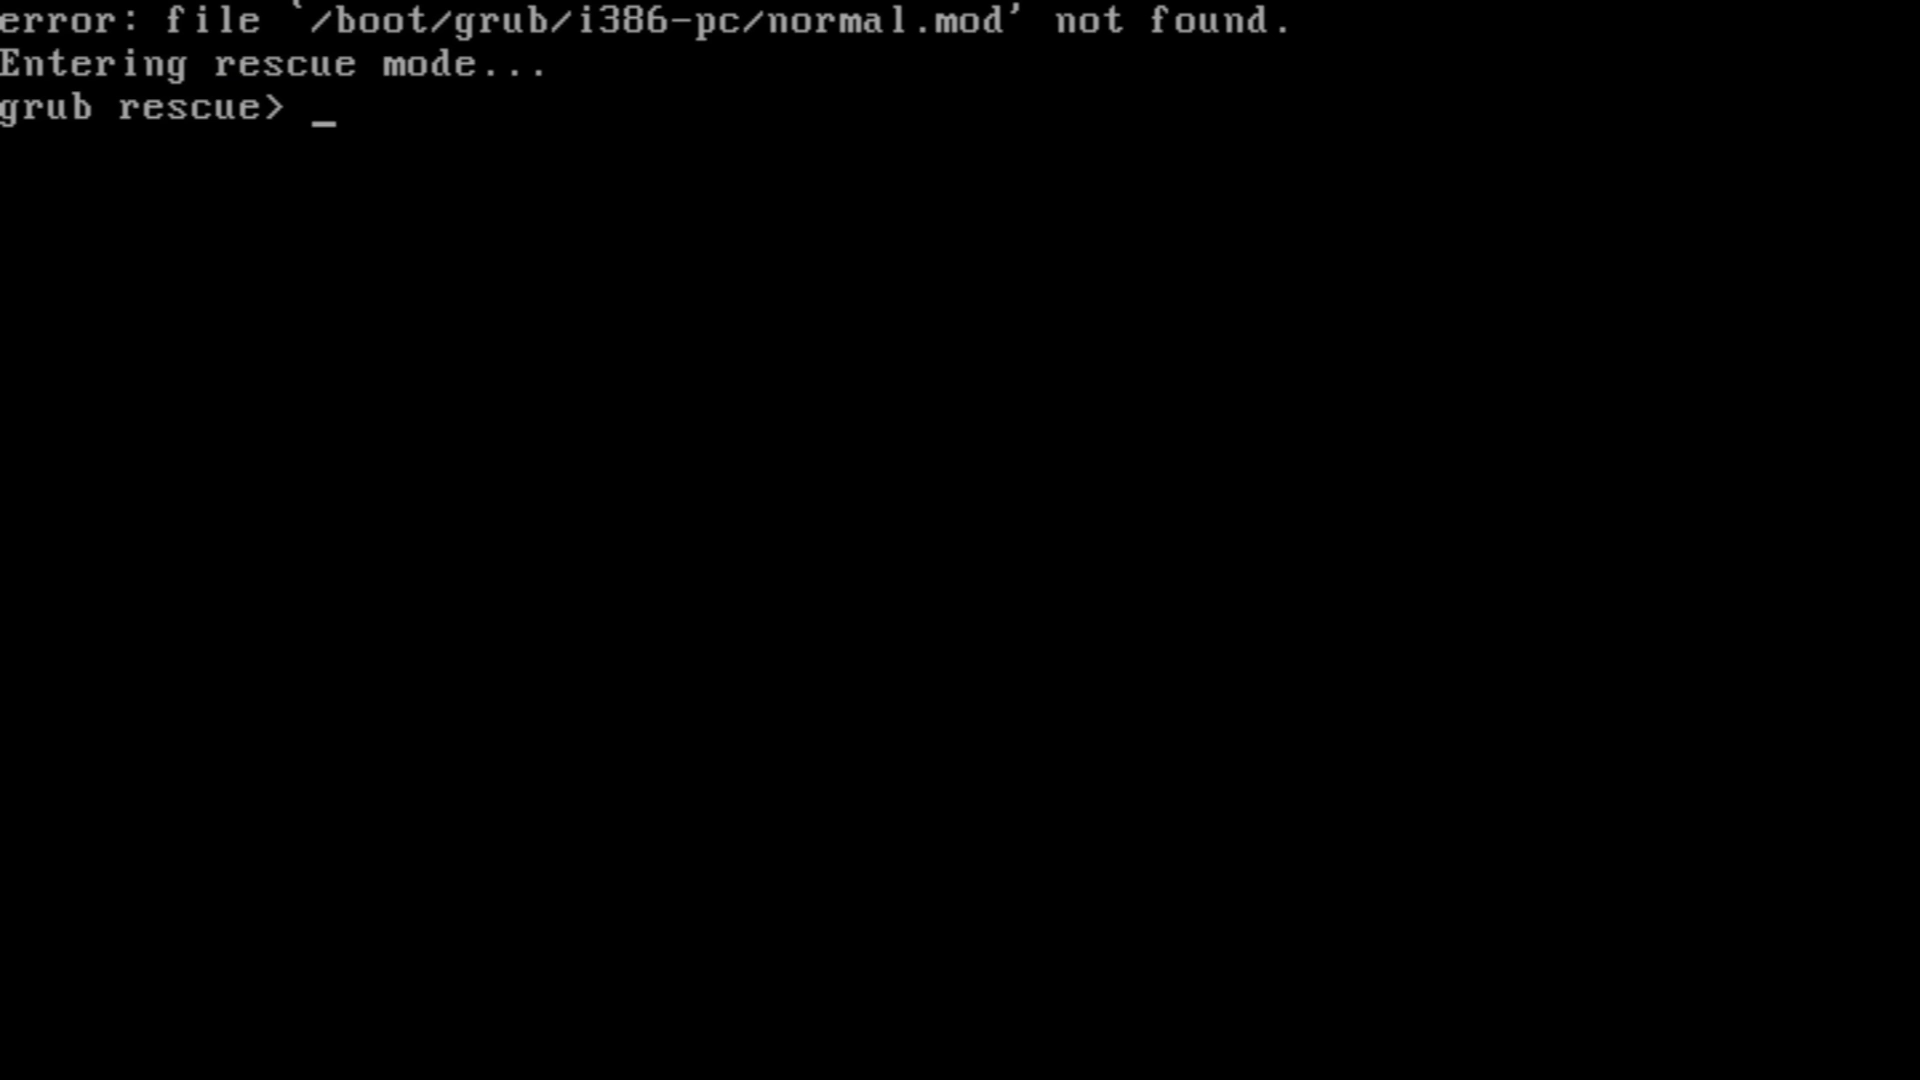 error: file `/boot/grub/i386-pc/normal.mod' not found.
Entering rescue mode...
grub rescue> _